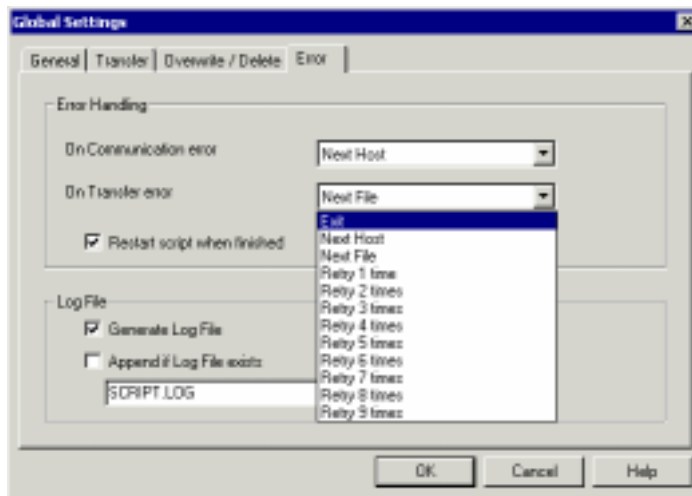 Global Settings
General Transfer Overwrite / Delete Error
Error Handling
On Communication error Next Host
On Transfer error Next File
Exit
Restart script when finished Next Host
Next File
Retry 1 time
Retry 2 times
Log File Retry 3 times
Generate Log File Retry 4 times
Retry 5 times
Append if Log File exists Retry 6 times
Retry 7 times
SCRIPT.LOG Retry 8 times
Retry 9 times
OK Cancel Help